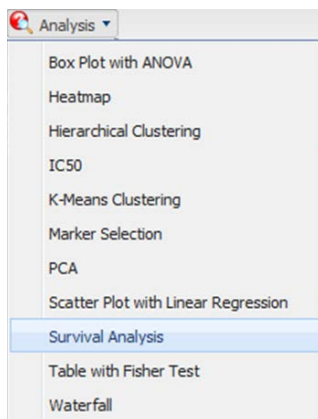 Analysis
Box Plot with ANOVA
Heatmap
Hierarchical Clustering
IC50
K-Means Clustering
Marker Selection
PCA
Scatter Plot with Linear Regression
Survival Analysis
Table with Fisher Test
Waterfall